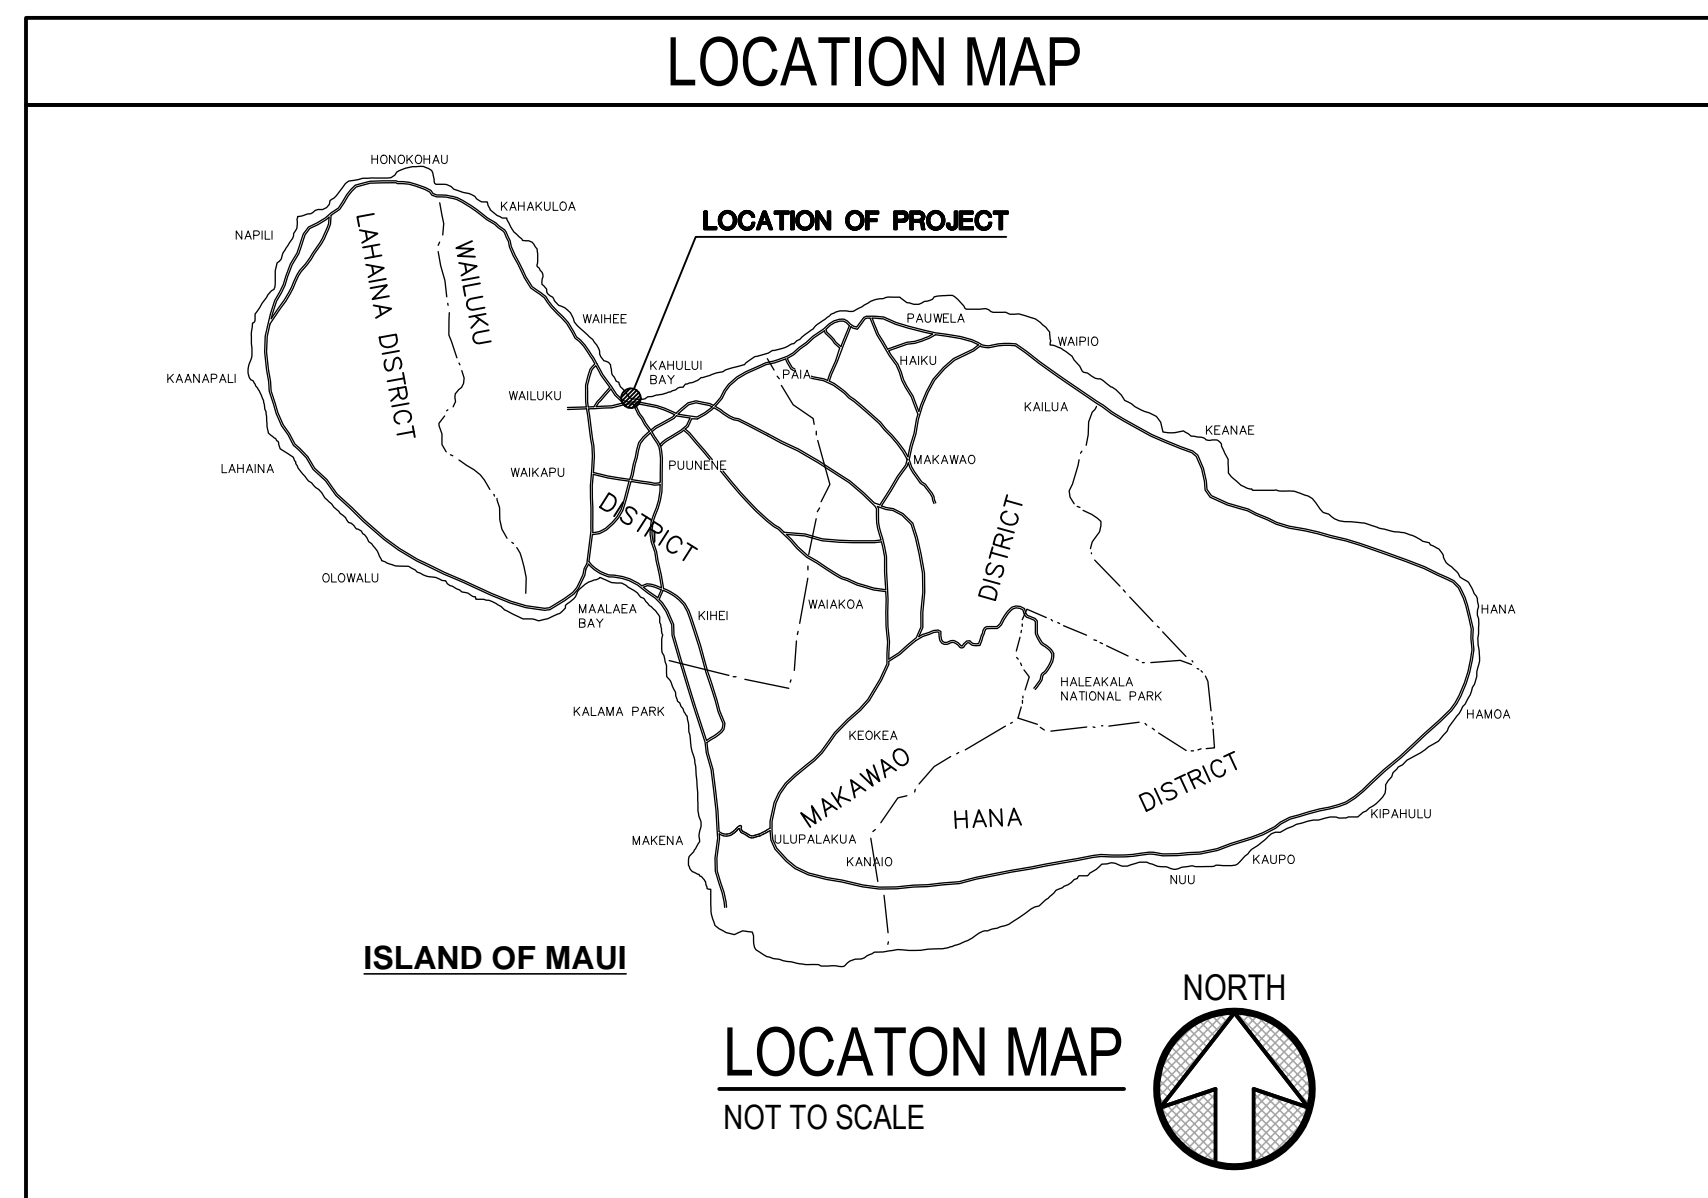 LOCATION MAP
HONOKOHAU
KAHAKULOA
LOCATION OF PROJECT
NAPILI
LAHAINA DISTRICT
WAILUKU
WAIHEE
PAUWELA
WAIPIO
KAHULUI
BAY
PAIA
HAIKU
KAANAPALI
WAILUKU
KAILUA
KEANAE
LAHAINA
WAIKAPU
PUUNENE
MAKAWAO
DISTRICT
DISTRICT
OLOWALU
MAALAEA
BAY
KIHEI
WAIAKOA
HANA
HALEAKALA
NATIONAL PARK
KALAMA PARK
HAMOA
KEOKEA
MAKAWAO
DISTRICT
HANA
KIPAHULU
MAKENA
ULUPALAKUA
KANAIO
KAUPO
NUU
ISLAND OF MAUI
NORTH
LOCATON MAP
NOT TO SCALE